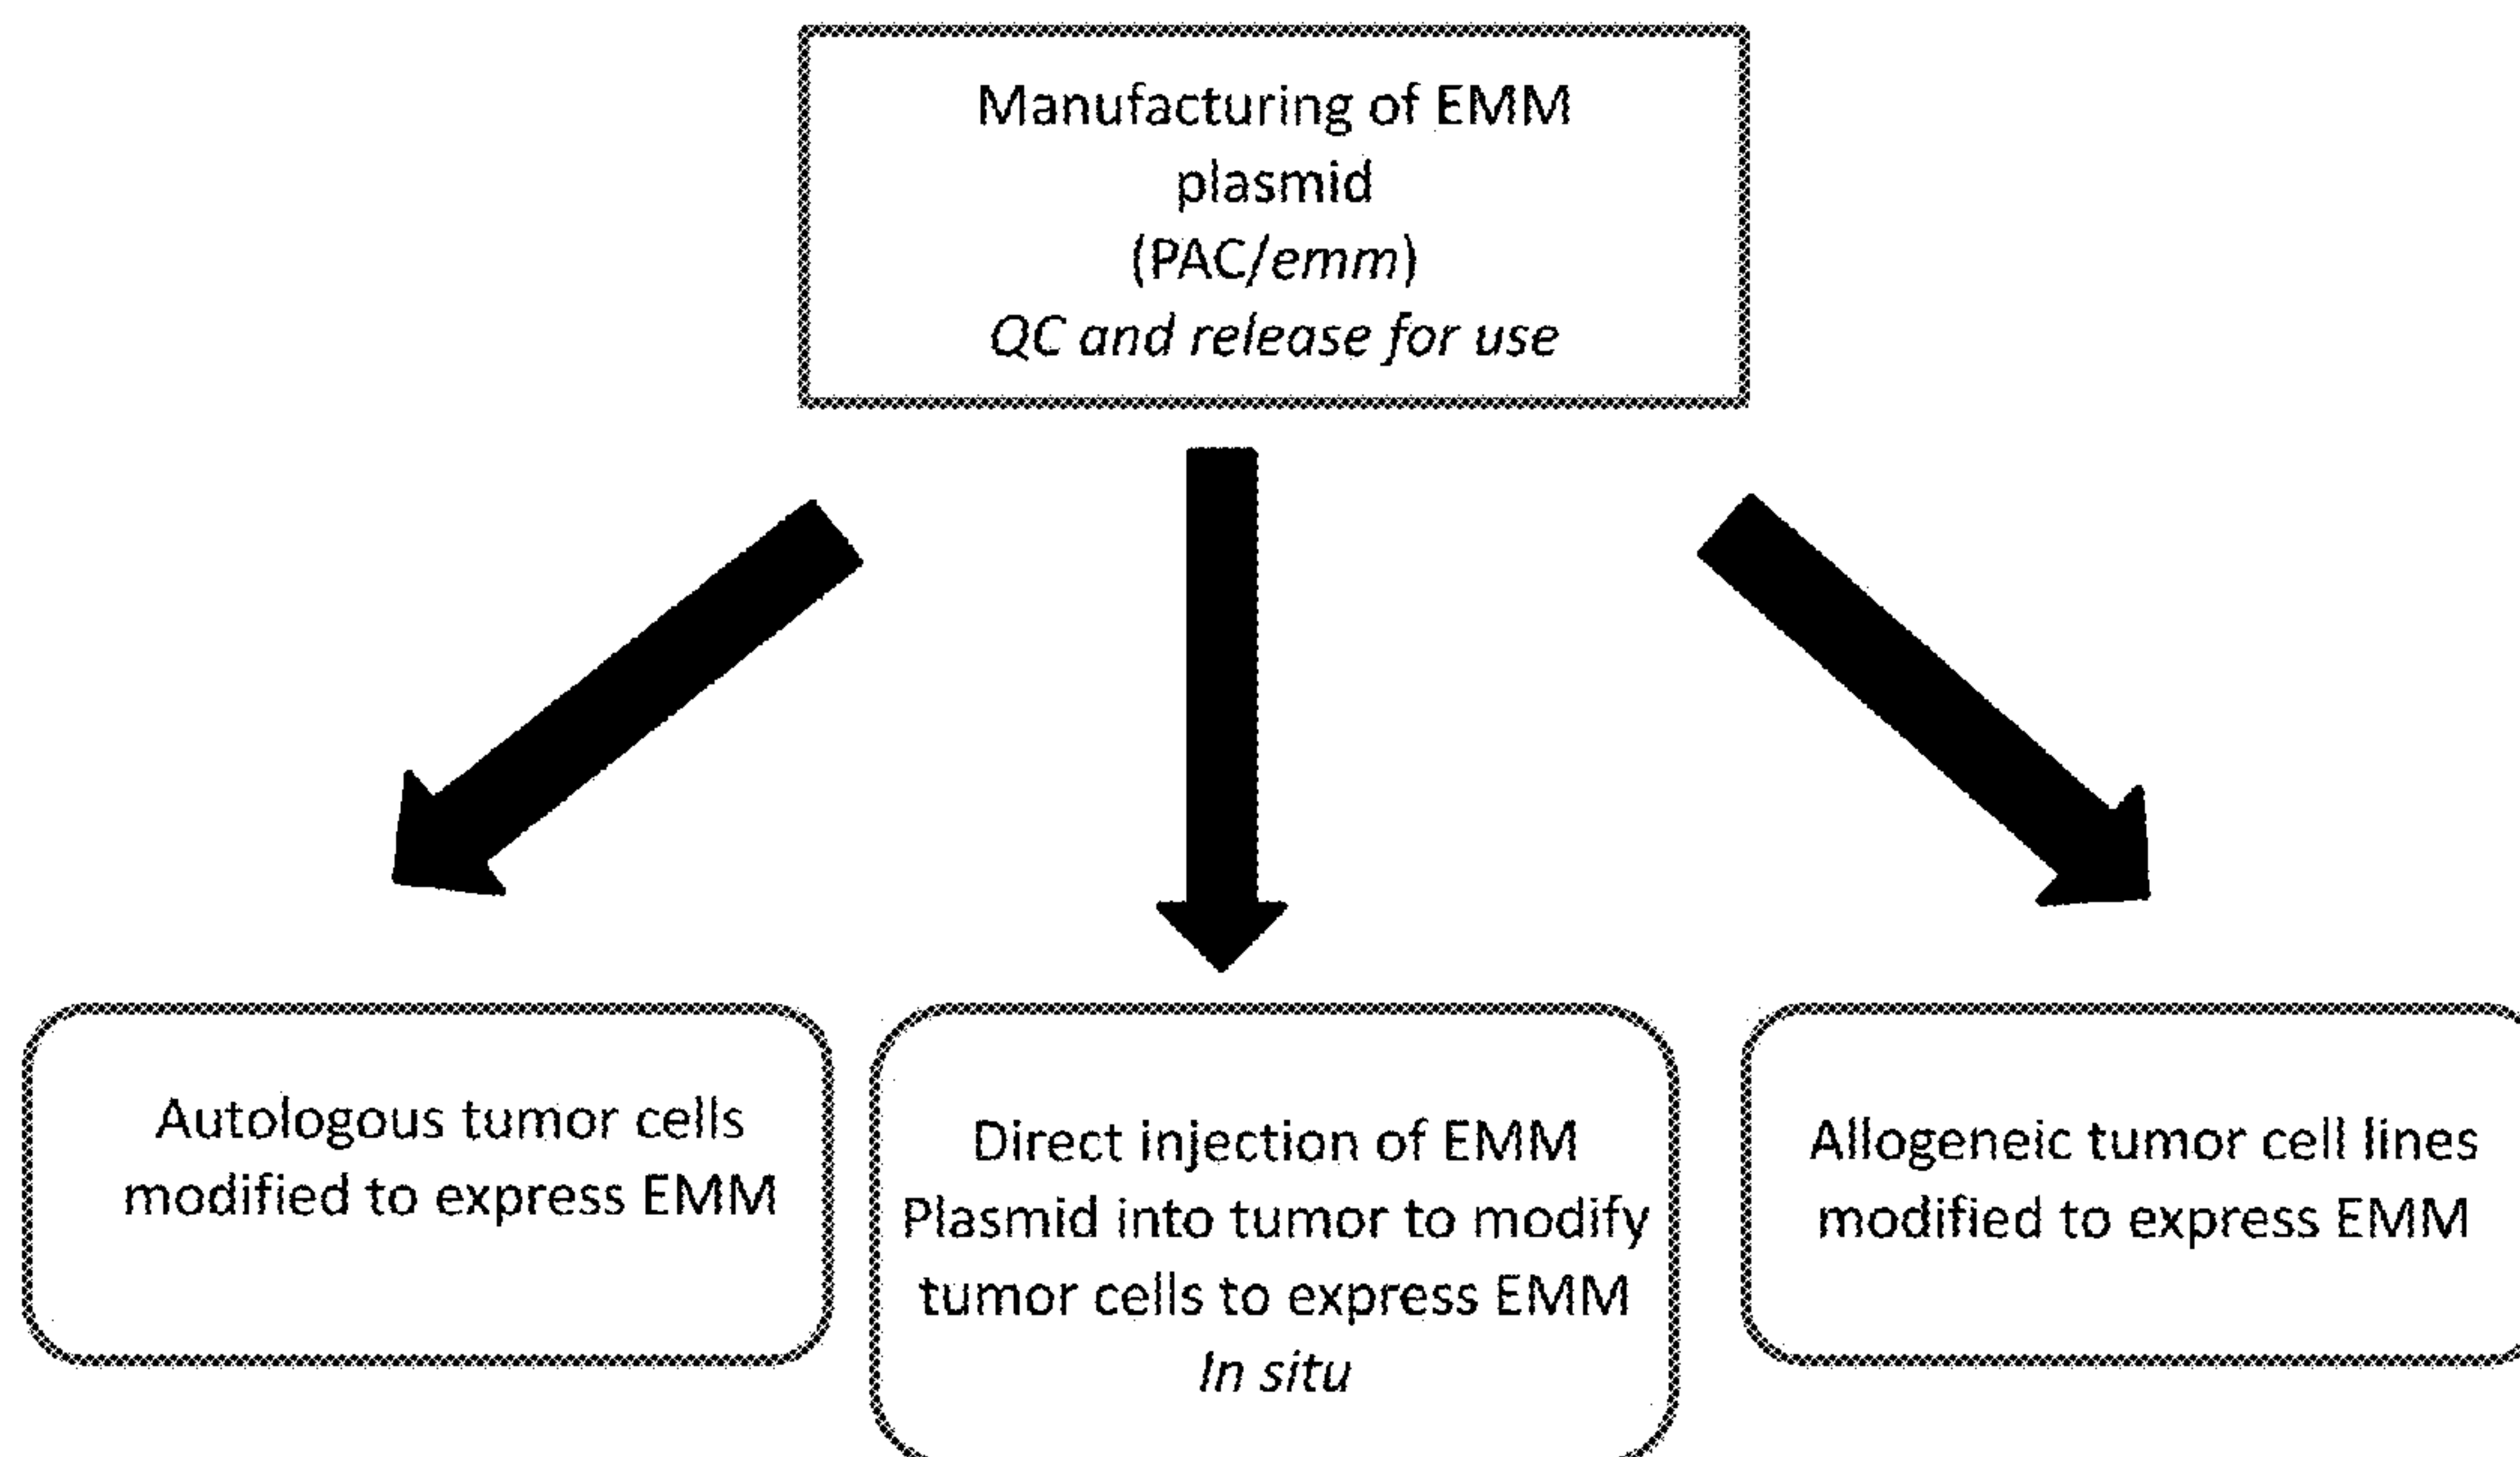 Manufacturing of EMM
plasmid
(PAC/emm)
QC and release for use
Autologous tumor cells
modified to express EMM
Direct injection of EMM
Plasmid into tumor to modify
tumor cells to express EMM
In situ
Allogeneic tumor cell lines
modified to express EMM